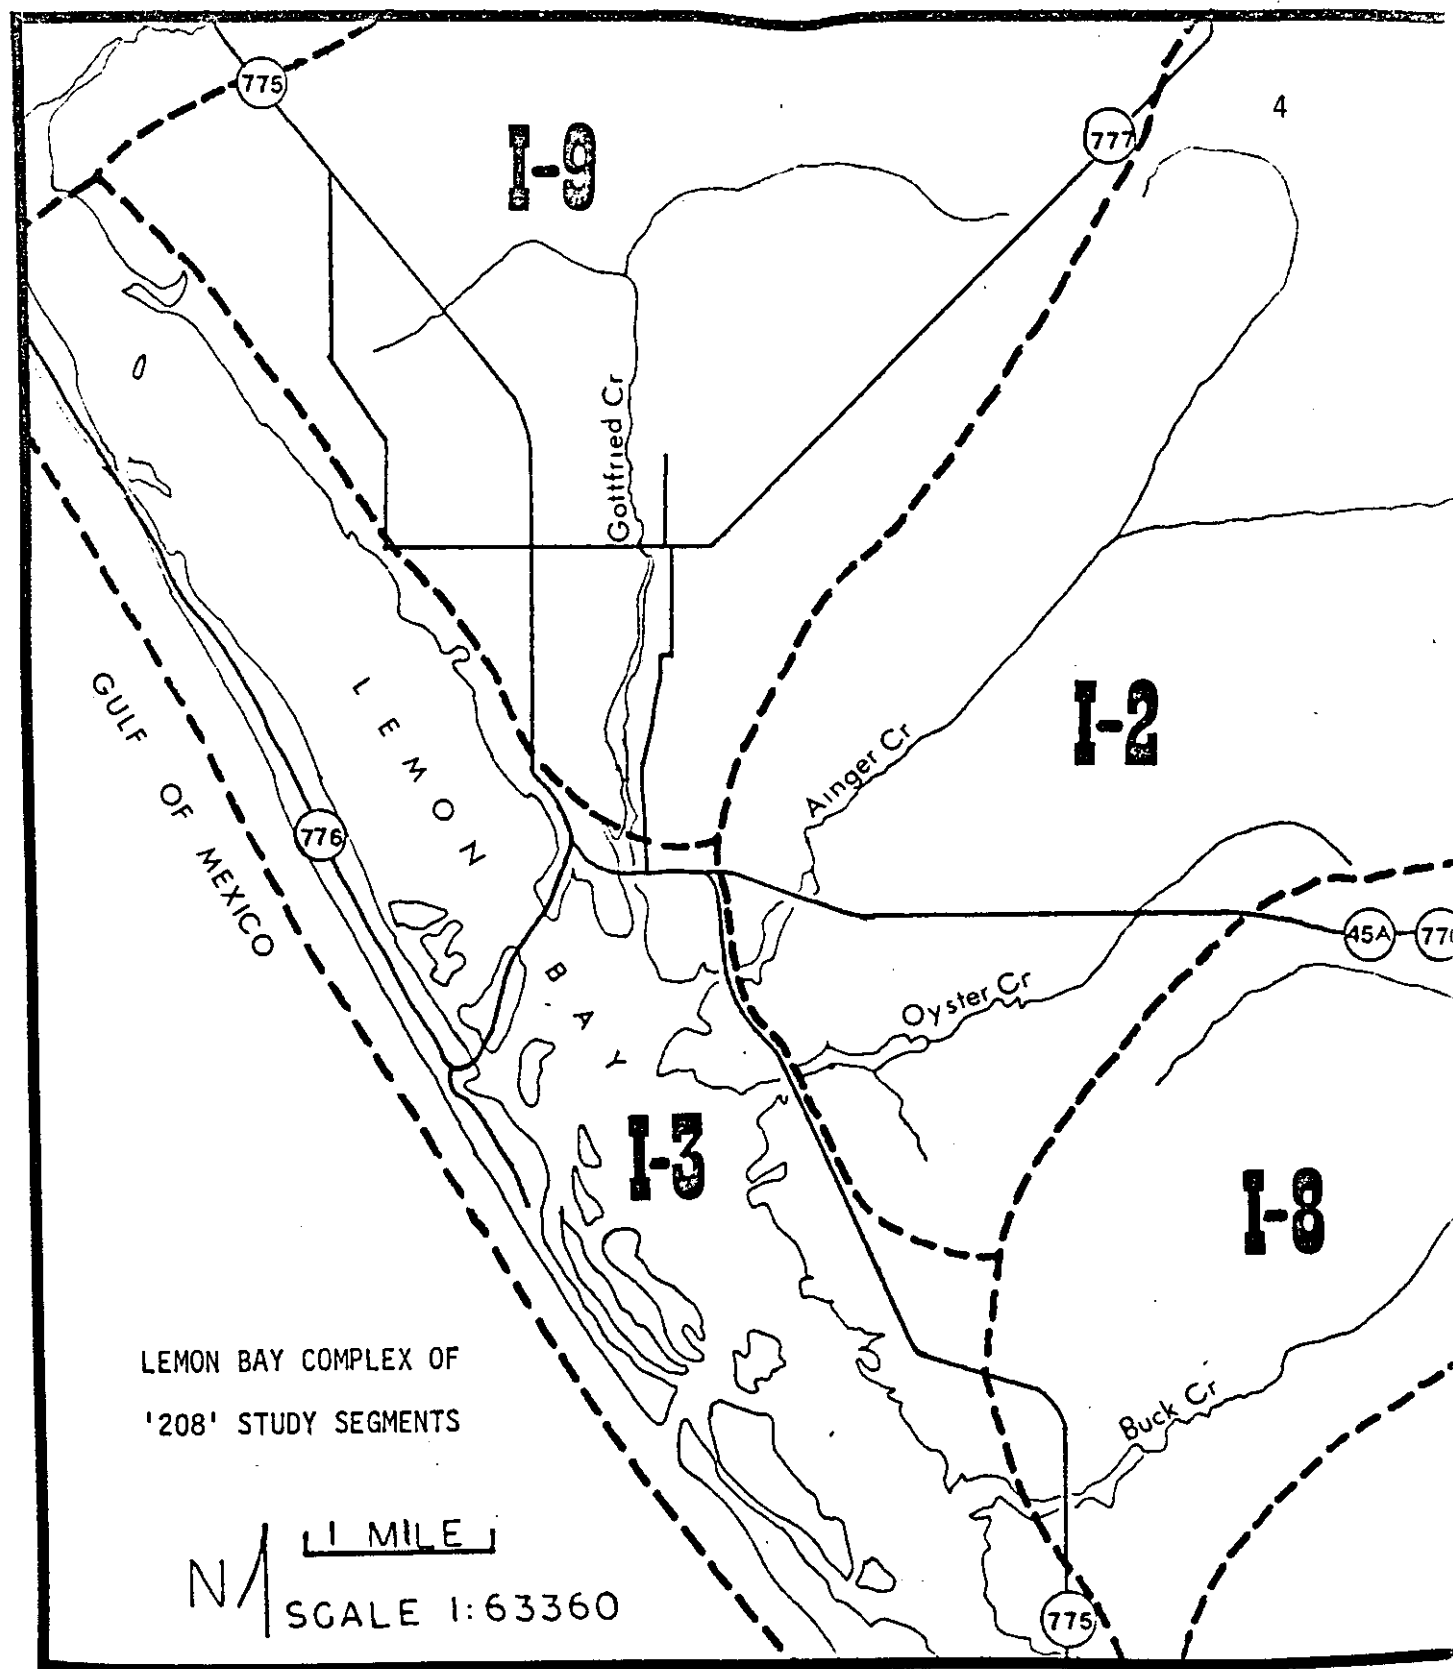 775
I-9
777
4
Gottfried Cr
LEMON
BAY
GULF OF MEXICO
776
Ainger Cr
I-2
45A
Oyster Cr
I-3
I-8
Buck Cr
775
LEMON BAY COMPLEX OF
'208' STUDY SEGMENTS
1 MILE
N
SCALE 1:63360